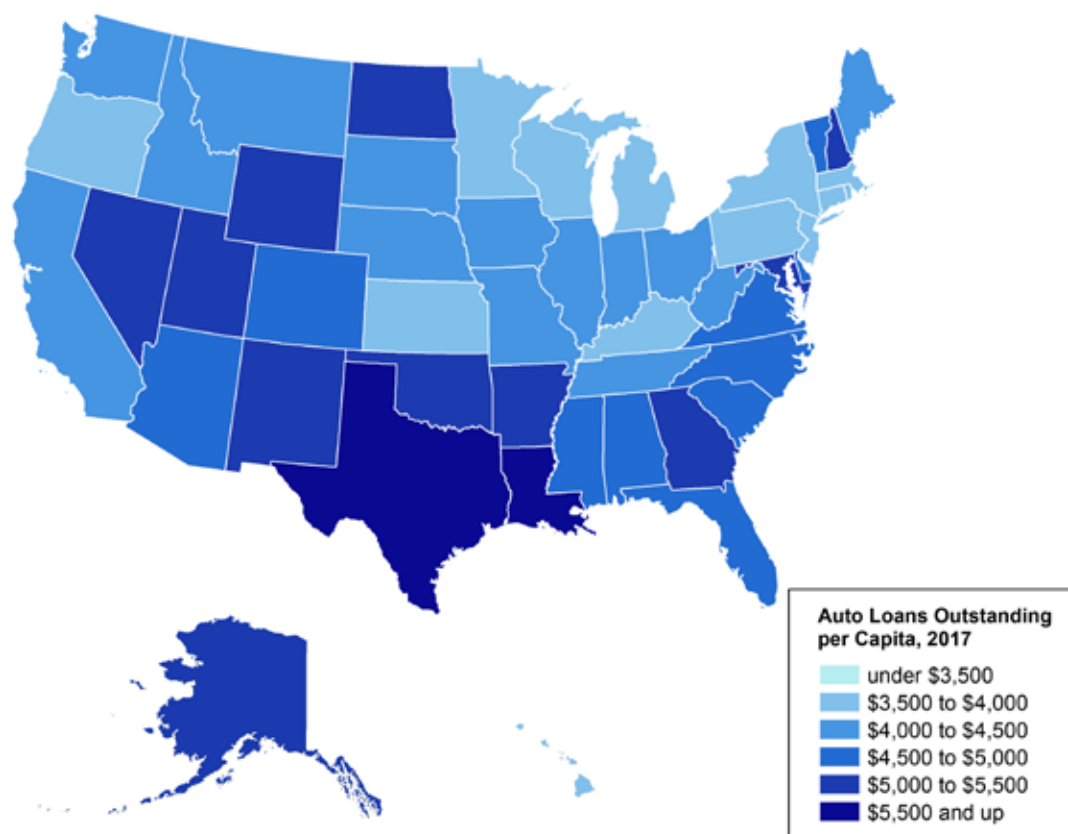 Auto Loans Outstanding
per Capita, 2017
under $3,500
$3,500 to $4,000
$4,000 to $4,500
$4,500 to $5,000
$5,000 to $5,500
$5,500 and up